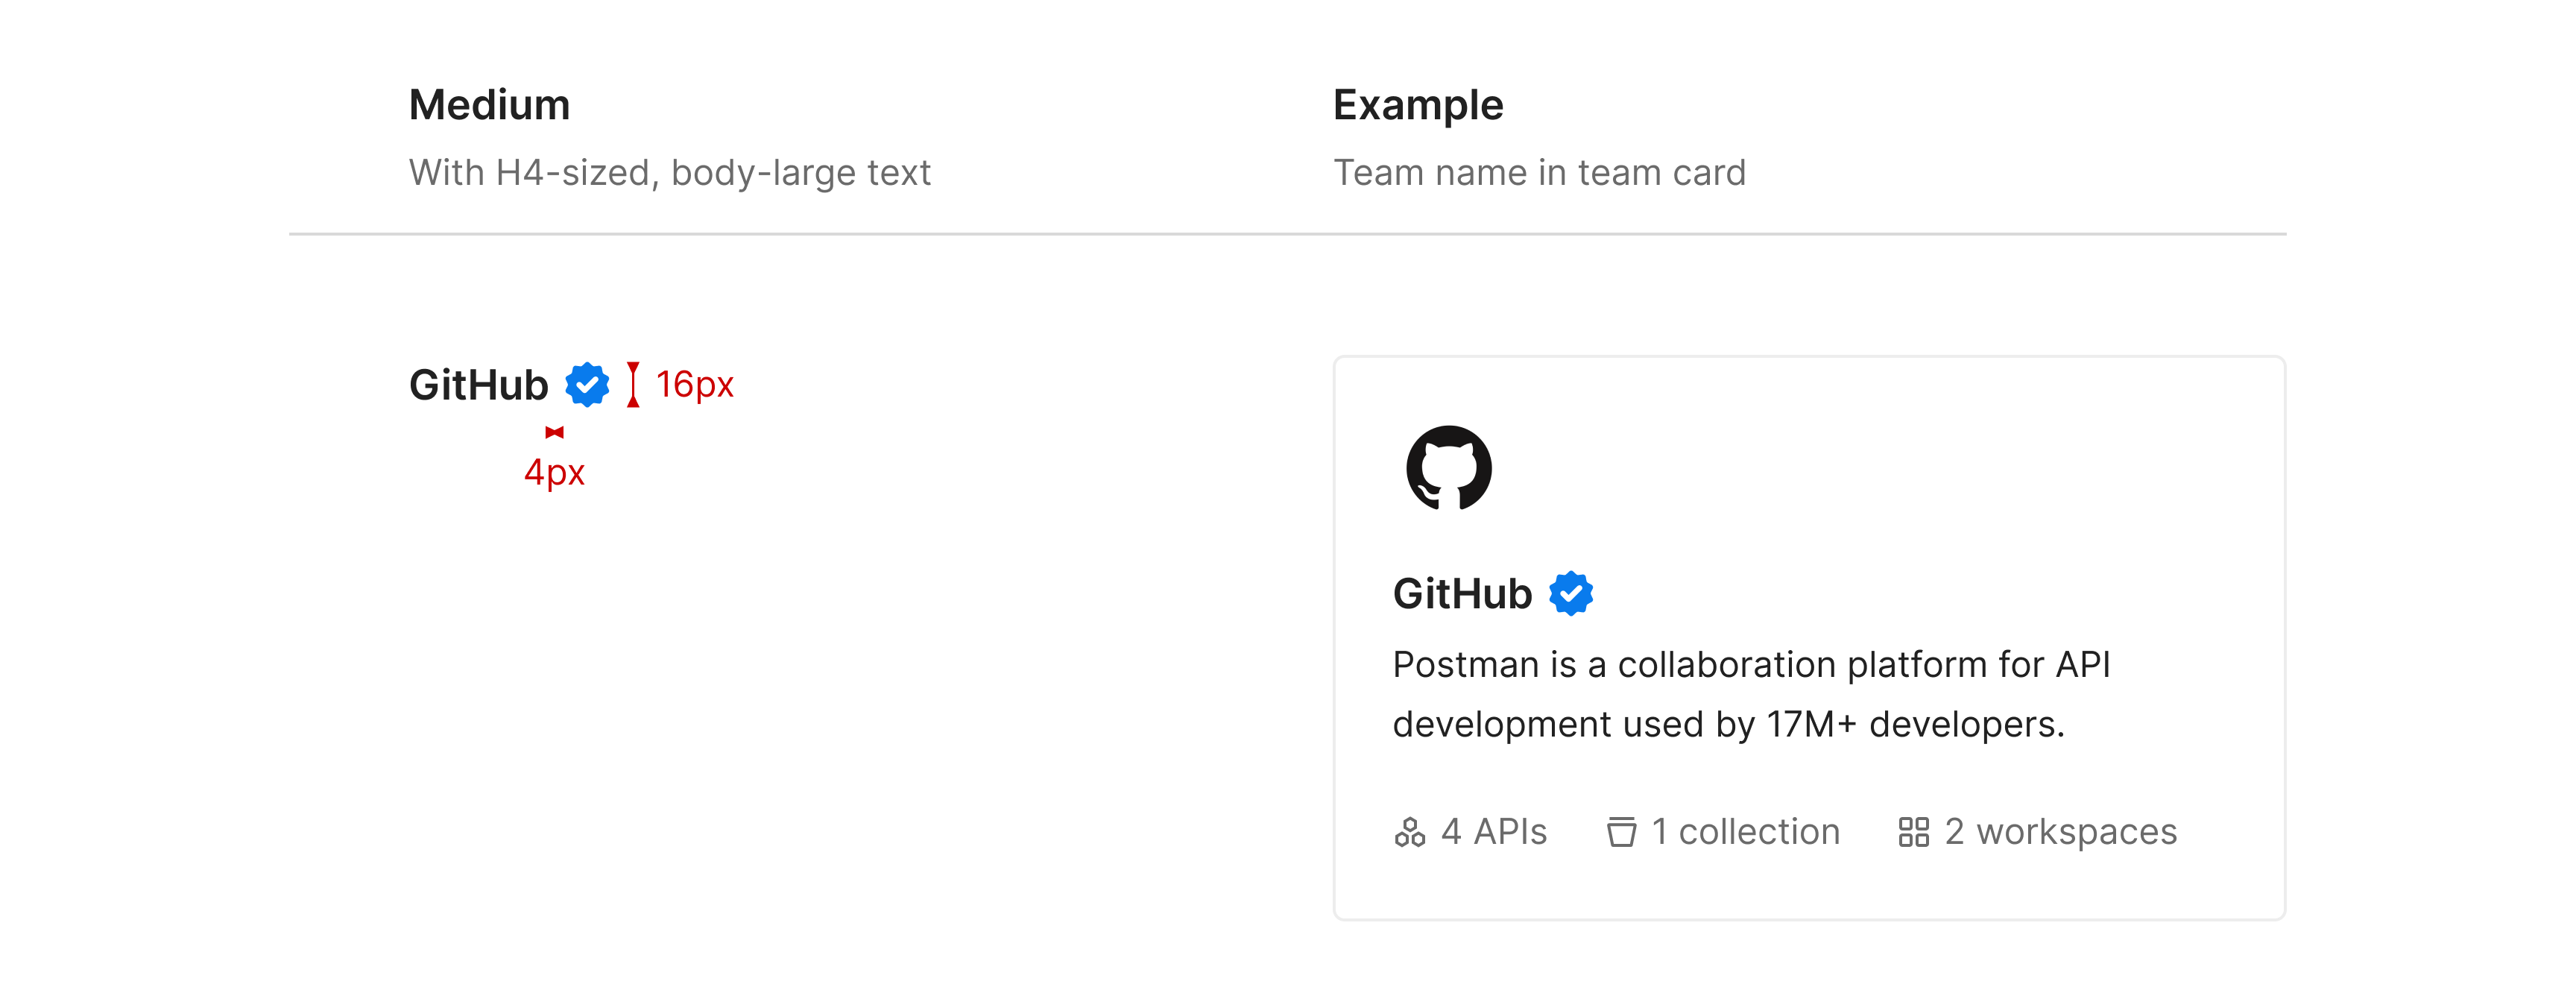 Medium
With H4-sized, body-large text
Example
Team name in team card
GitHub
16px
4px
GitHub
Postman is a collaboration platform for API
development used by 17M+ developers.
4 APIs
1 collection
2 workspaces